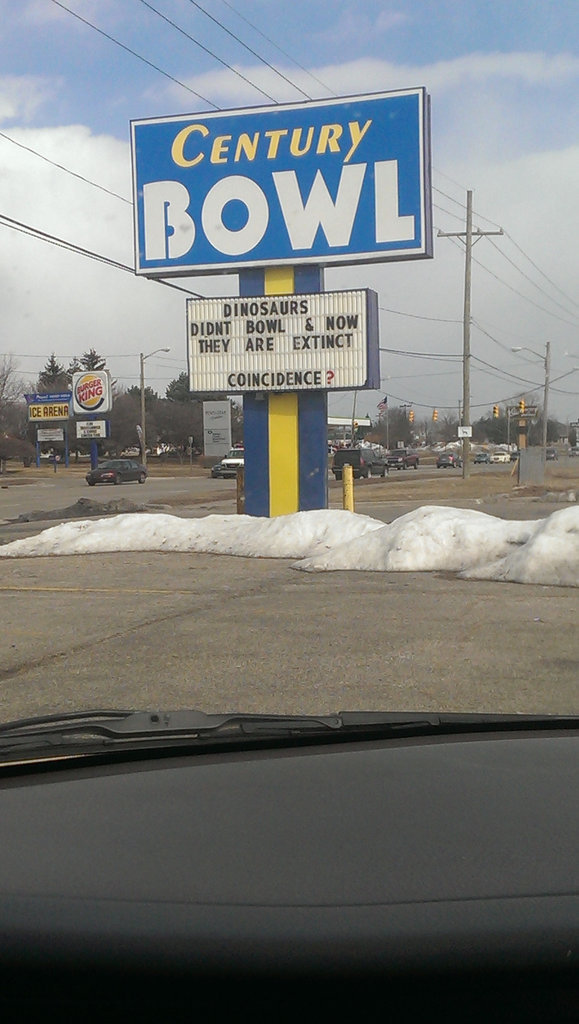 Century
BOWL
DINOSAURS
DIDNT BOWL & NOW
THEY ARE EXTINCT
COINCIDENCE?
BURGER
KING
ICE ARENA